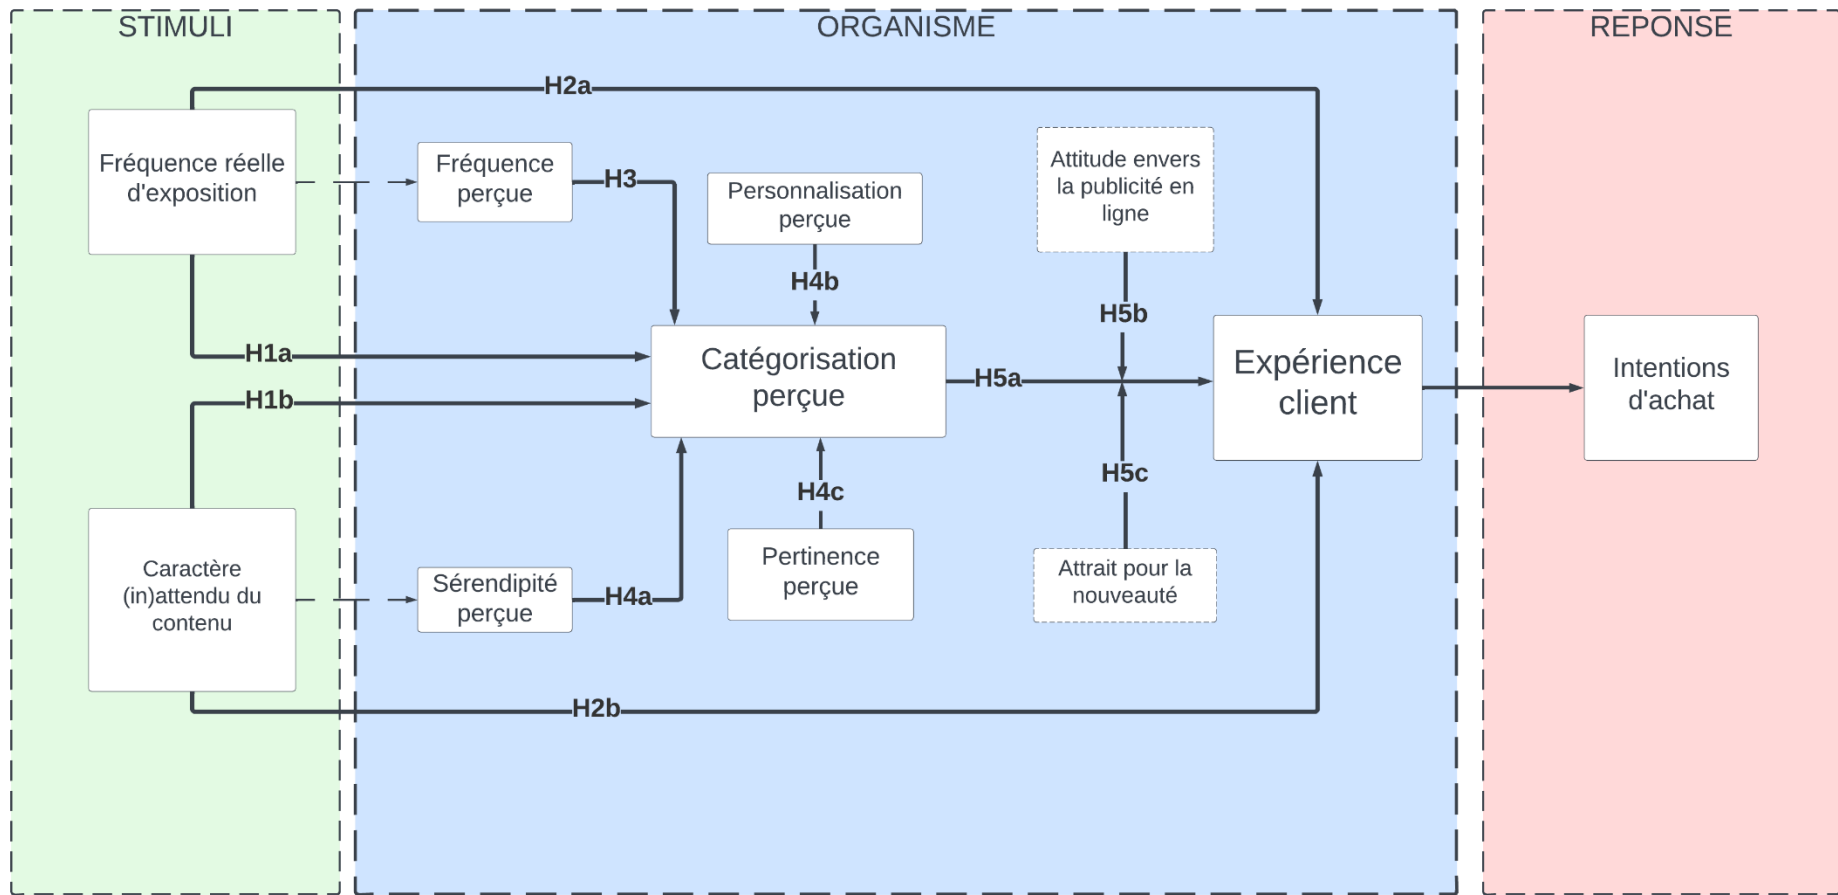 STIMULI
ORGANISME
REPONSE
H2a
Fréquence réelle
d'exposition
Fréquence
perçue
H3
Personnalisation
perçue
Attitude envers
la publicité en
ligne
H4b
H5b
H1a
Catégorisation
perçue
H5a
Expérience
client
Intentions
d'achat
H1b
H4c
H5c
Caractère
(in)attendu du
contenu
Sérendipité
perçue
H4a
Pertinence
perçue
Attrait pour la
nouveauté
H2b